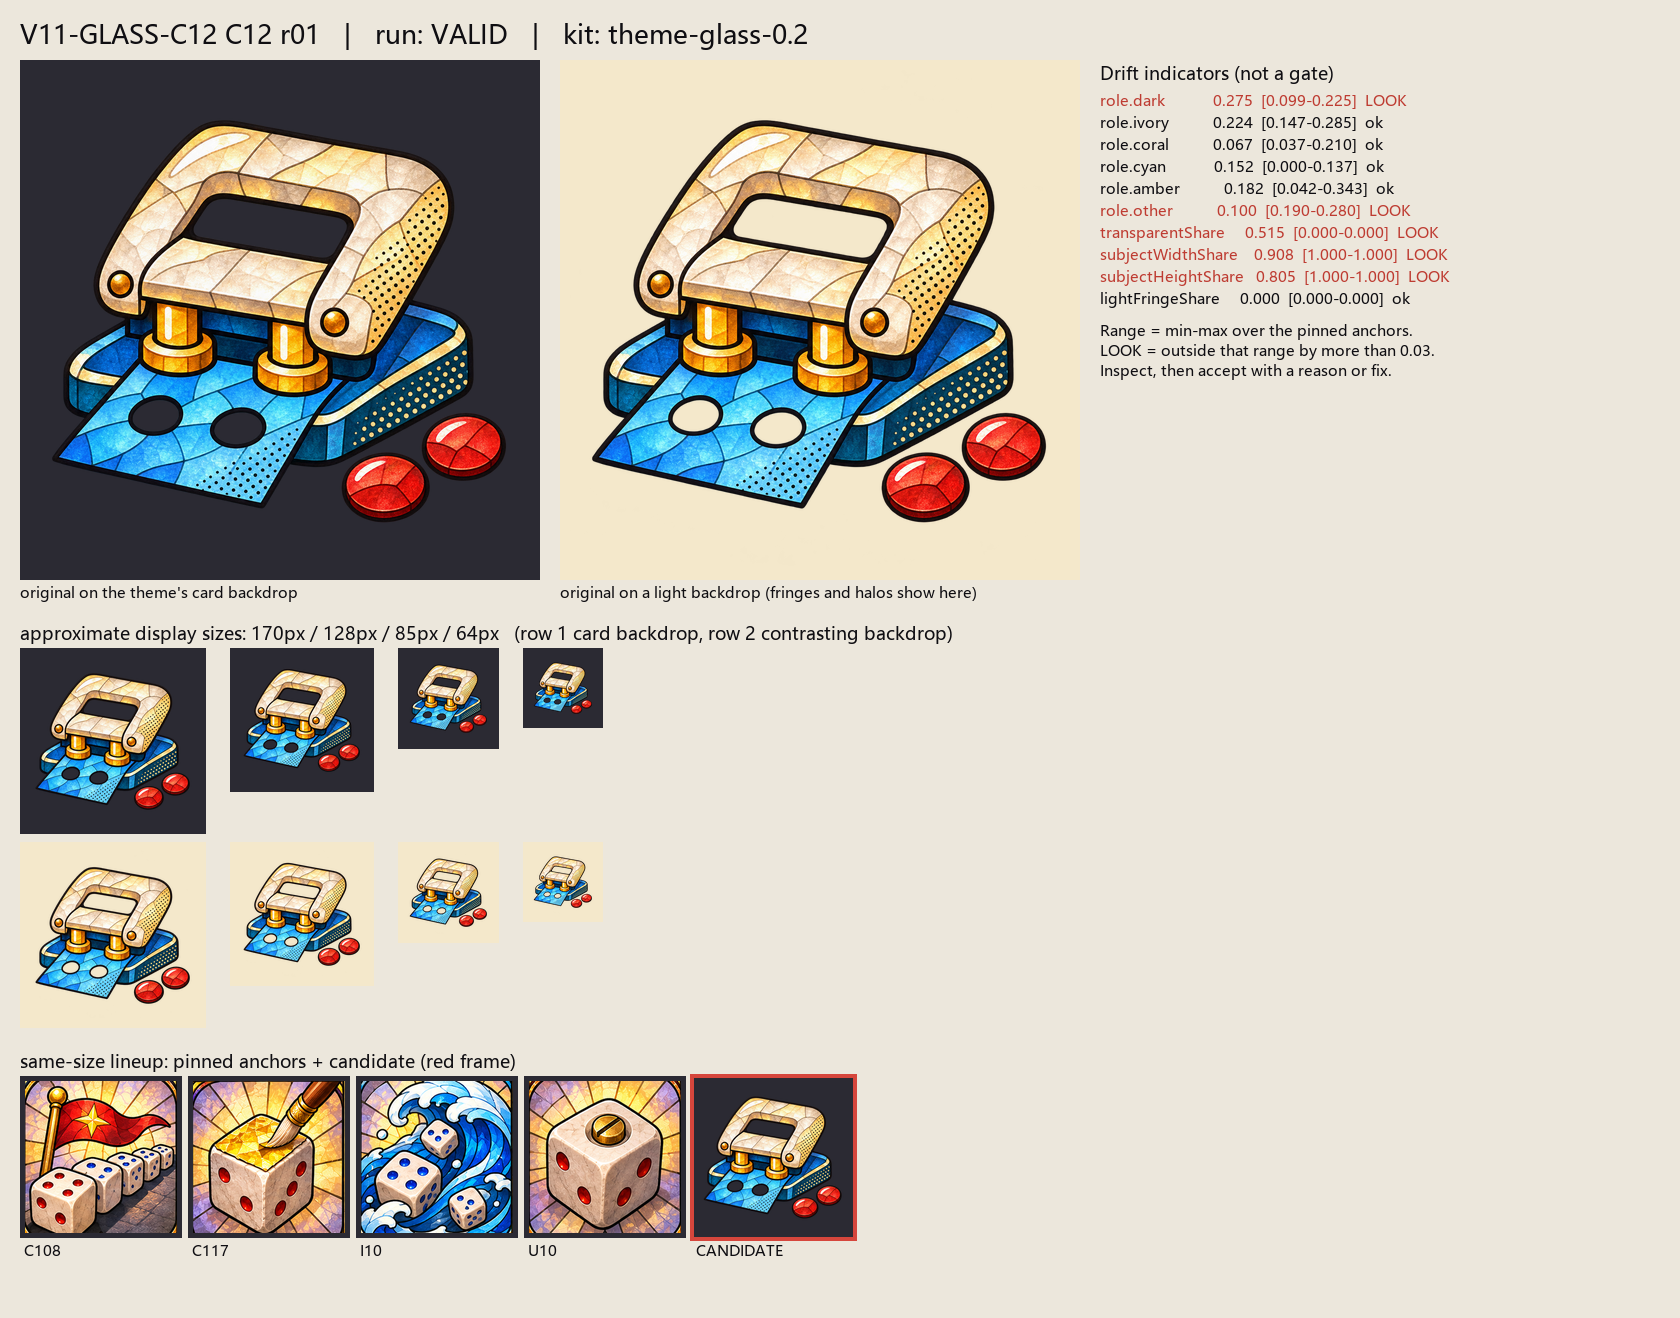 V11-GLASS-C12 C12 r01 | run: VALID | kit: theme-glass-0.2
Drift indicators (not a gate)
role.dark 0.275 [0.099-0.225] LOOK
role.ivory 0.224 [0.147-0.285] ok
role.coral 0.067 [0.037-0.210] ok
role.cyan 0.152 [0.000-0.137] ok
role.amber 0.182 [0.042-0.343] ok
role.other 0.100 [0.190-0.280] LOOK
transparentShare 0.515 [0.000-0.000] LOOK
subjectWidthShare 0.908 [1.000-1.000] LOOK
subjectHeightShare 0.805 [1.000-1.000] LOOK
lightFringeShare 0.000 [0.000-0.000] ok
Range = min-max over the pinned anchors.
LOOK = outside that range by more than 0.03.
Inspect, then accept with a reason or fix.
original on the theme's card backdrop
original on a light backdrop (fringes and halos show here)
approximate display sizes: 170px / 128px / 85px / 64px (row 1 card backdrop, row 2 contrasting backdrop)
same-size lineup: pinned anchors + candidate (red frame)
C108
C117
I10
U10
CANDIDATE